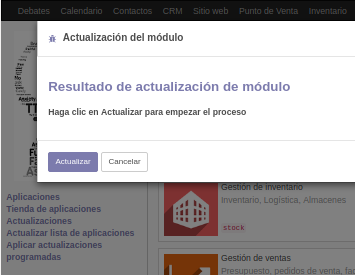 Debates Calendario Contactos CRM Sitio web Punto de Venta Inventario
Actualización del módulo
Resultado de actualización de módulo
Haga clic en Actualizar para empezar el proceso
Actualizar Cancelar
Aplicaciones
Tienda de aplicaciones
Actualizaciones
Actualizar lista de aplicaciones
Aplicar actualizaciones
programadas
Gestión de inventario
Inventario, Logística, Almacenes
stock
Gestión de ventas
Presupuesto, pedidos de venta,